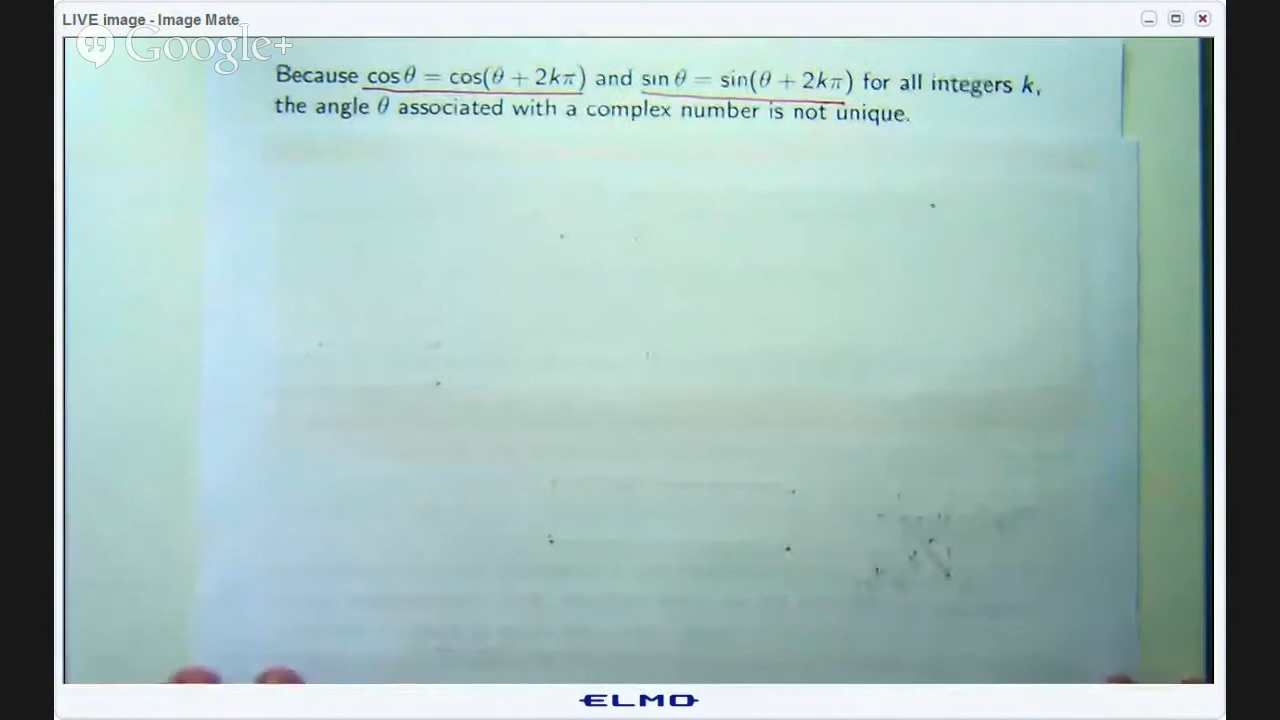 LIVE image - Image Mate
Google+
Because cos θ = cos(θ + 2kπ) and sin θ = sin(θ + 2kπ) for all integers k,
the angle θ associated with a complex number is not unique.
ELMO